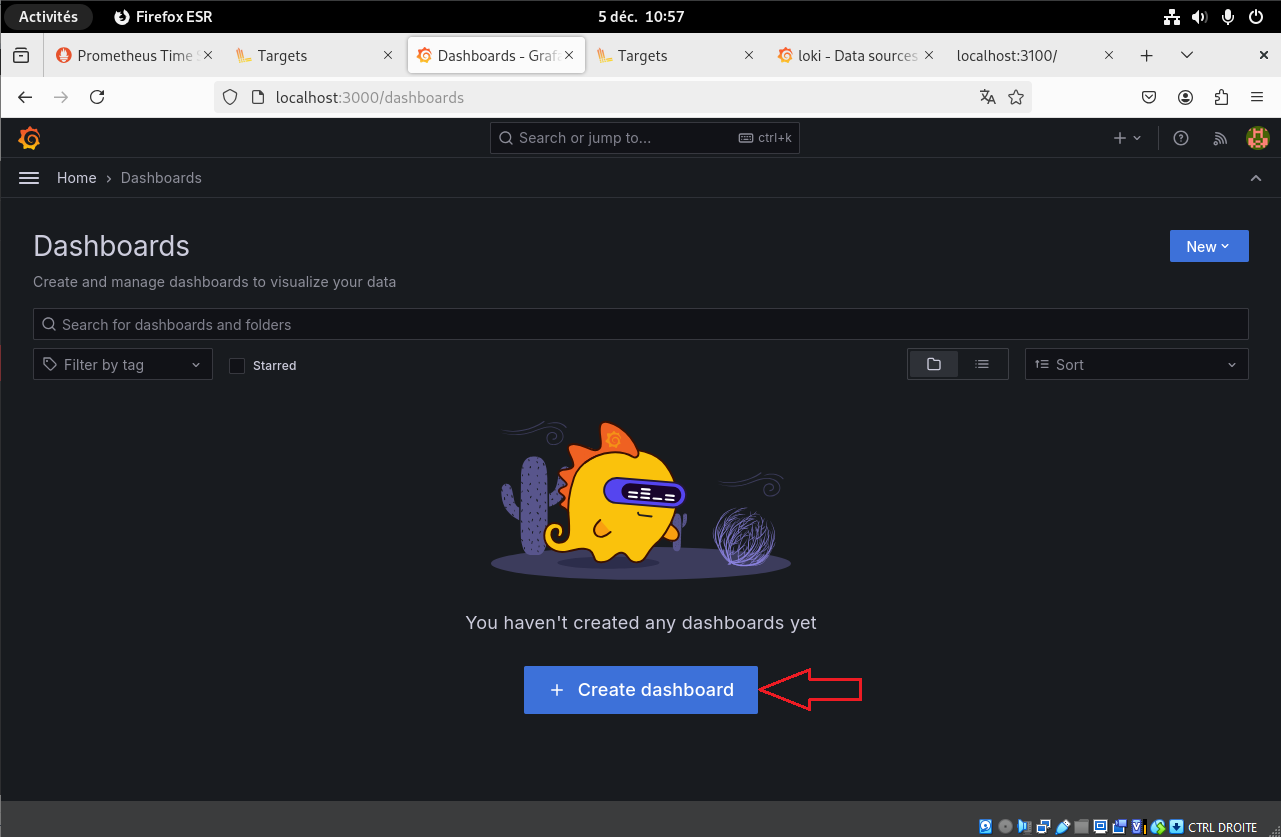 Activités Firefox ESR 5 déc. 10:57
Prometheus Time S Targets Dashboards - Grafa Targets loki - Data sources localhost:3100/
localhost:3000/dashboards
Search or jump to... ctrl+k
Home › Dashboards
Dashboards
New
Create and manage dashboards to visualize your data
Search for dashboards and folders
Filter by tag Starred Sort
You haven't created any dashboards yet
+ Create dashboard
CTRL DROITE